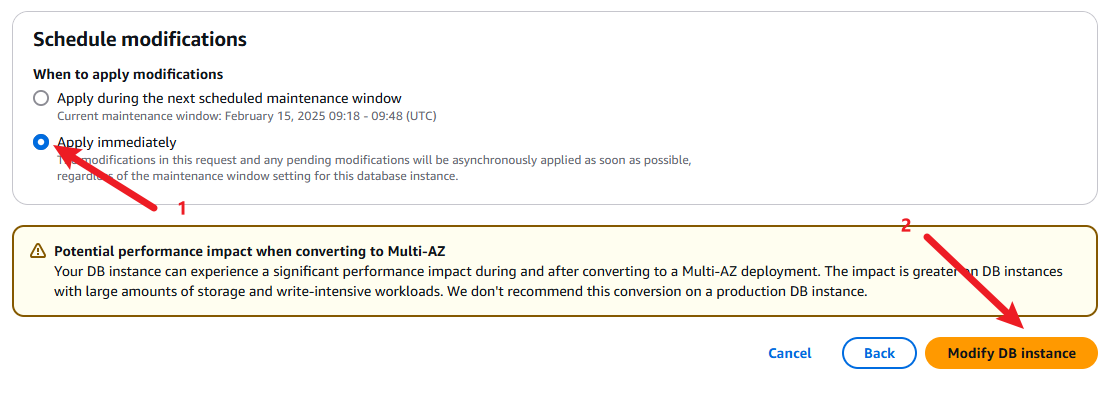 Schedule modifications
When to apply modifications
Apply during the next scheduled maintenance window
Current maintenance window: February 15, 2025 09:18 - 09:48 (UTC)
Apply immediately
modifications in this request and any pending modifications will be asynchronously applied as soon as possible,
regardless of the maintenance window setting for this database instance.
1
2
Potential performance impact when converting to Multi-AZ
Your DB instance can experience a significant performance impact during and after converting to a Multi-AZ deployment. The impact is greater on DB instances
with large amounts of storage and write-intensive workloads. We don't recommend this conversion on a production DB instance.
Cancel
Back
Modify DB instance